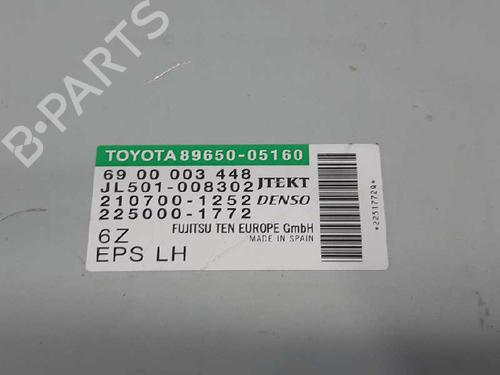 TOYOTA 89650-05160
69 00 003 448
JL501-008302 JTEKT
210700-1252 DENSO
225000-1772
6Z FUJITSU TEN EUROPE GmbH
EPS LH MADE IN SPAIN
*2251772Q*
B-PARTS